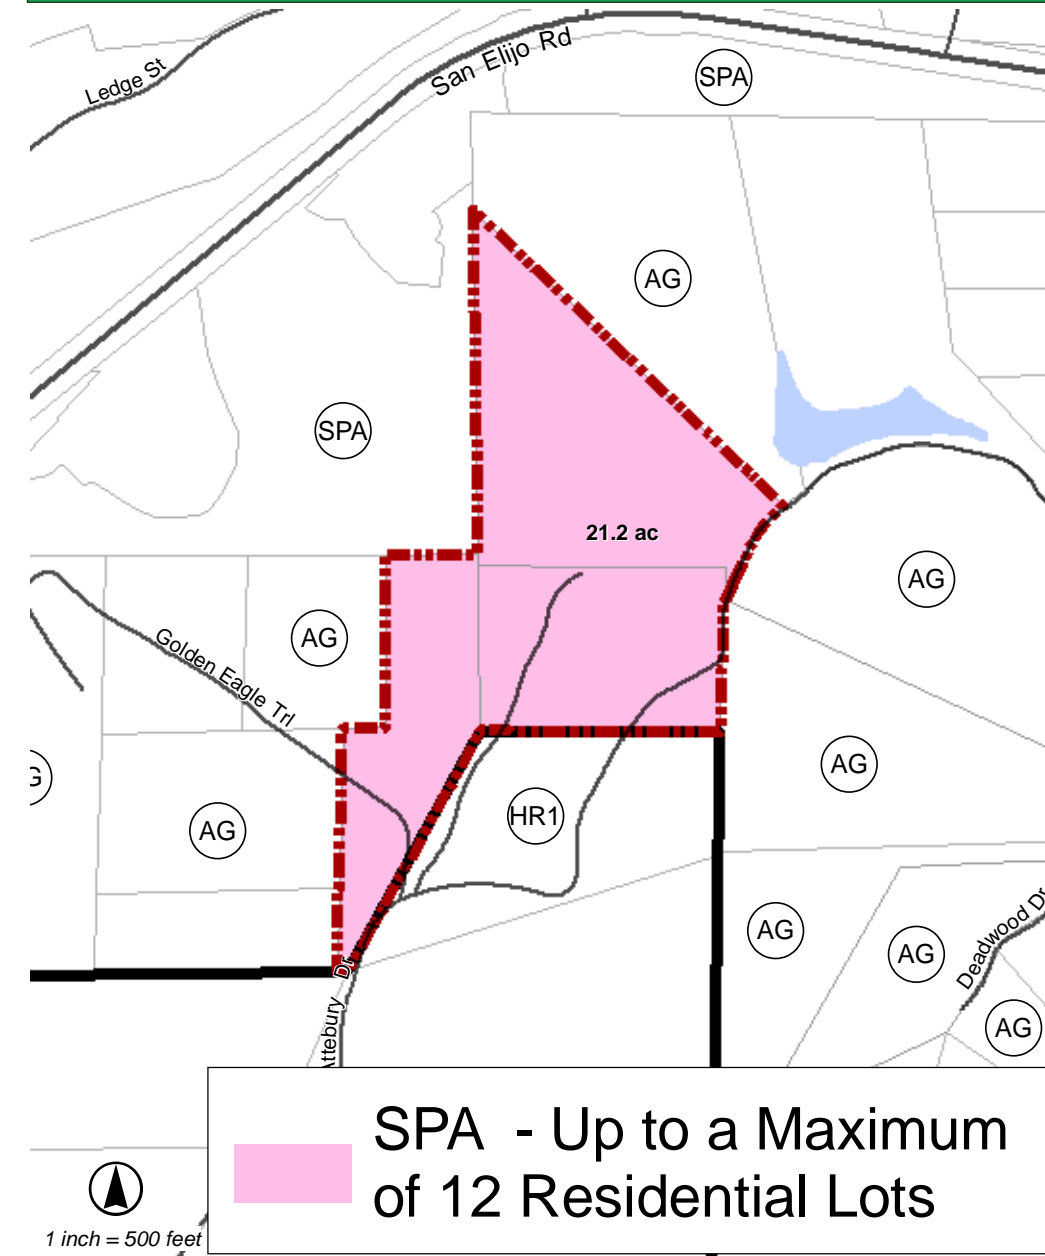 San Elijo Rd
Ledge St
SPA
AG
SPA
21.2 ac
AG
AG
Golden Eagle Trl
AG
G
HR1
AG
Deadwood Dr
AG
AG
AG
Attebury Dr
SPA - Up to a Maximum
of 12 Residential Lots
1 inch = 500 feet